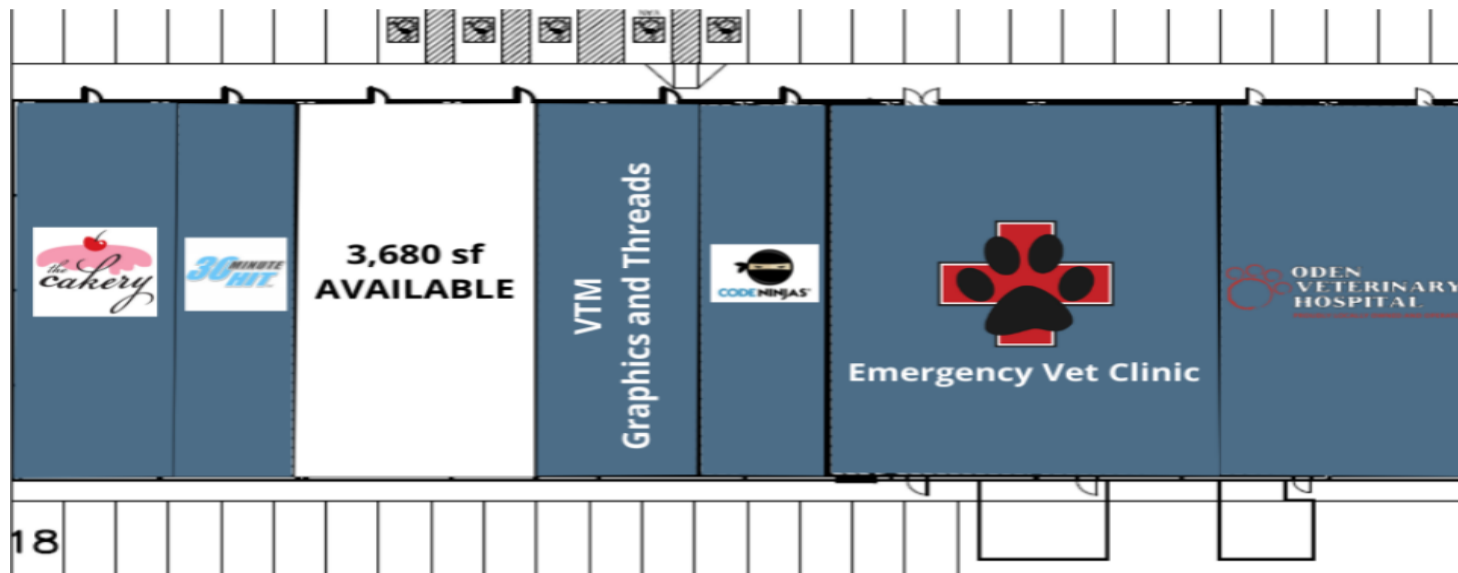 the
cakery
30 MINUTE
HIT
3,680 sf
AVAILABLE
VTM
Graphics and Threads
CODE NINJAS
Emergency Vet Clinic
ODEN
VETERINARY
HOSPITAL
18